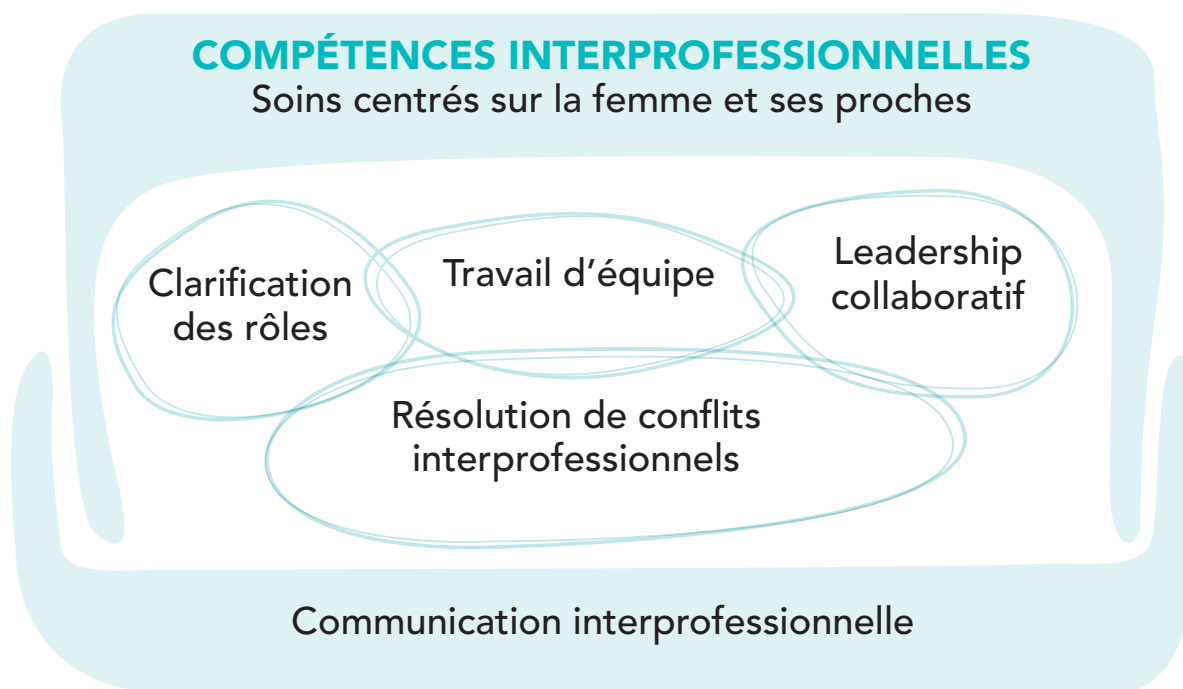 COMPÉTENCES INTERPROFESSIONNELLES
Soins centrés sur la femme et ses proches
Clarification
des rôles
Travail d’équipe
Leadership
collaboratif
Résolution de conflits
interprofessionnels
Communication interprofessionnelle